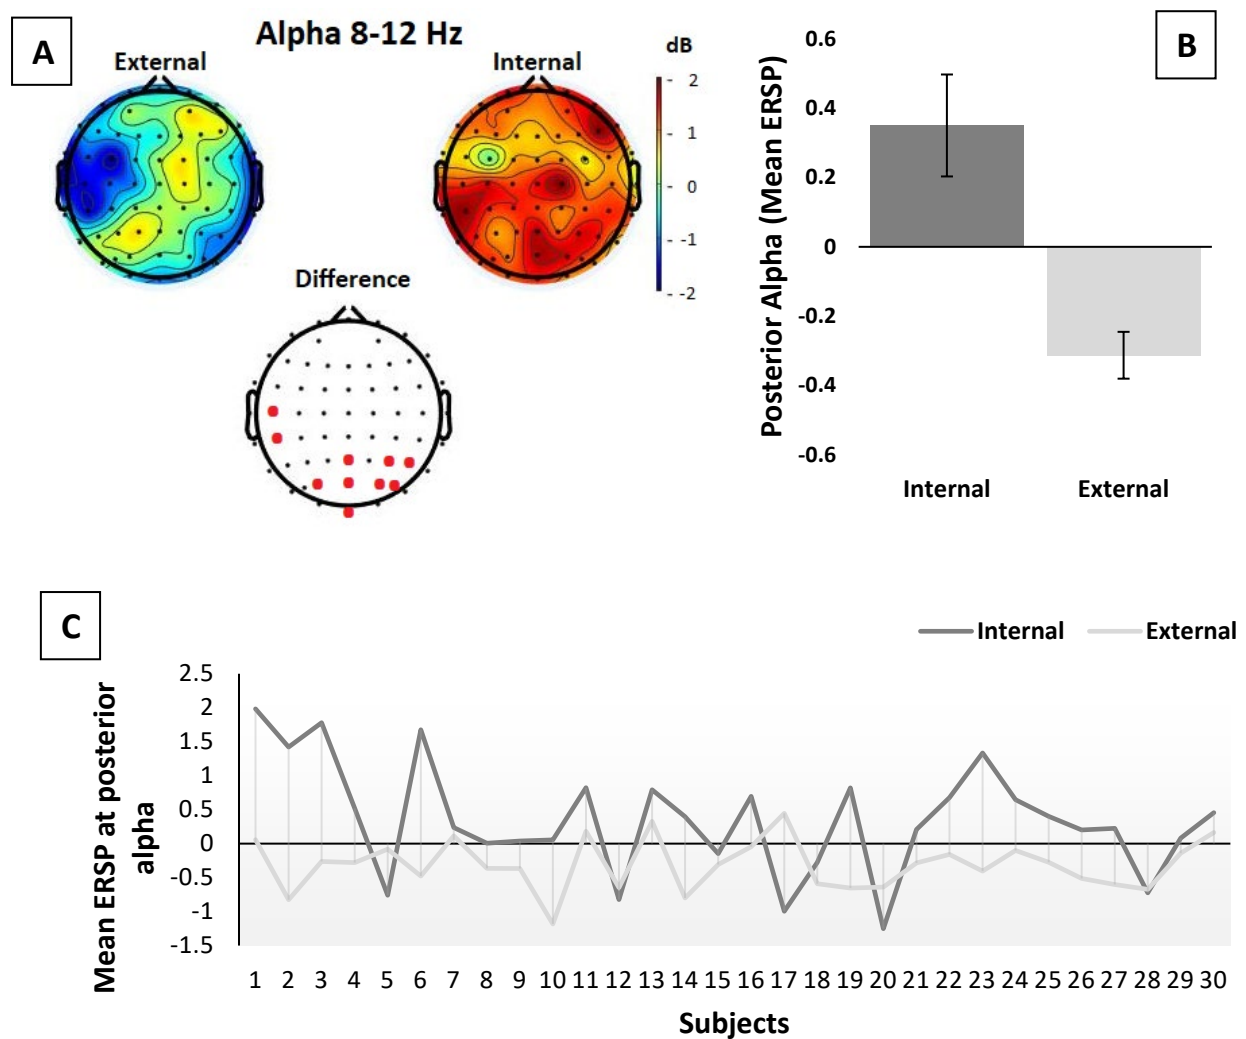 A
Alpha 8-12 Hz
External
Internal
dB
- 2
- 1
- 0
- -1
- -2
Difference
B
Posterior Alpha (Mean ERSP)
0.6
0.4
0.2
0
-0.2
-0.4
-0.6
Internal
External
C
Internal
External
Mean ERSP at posterior
alpha
2.5
2
1.5
1
0.5
0
-0.5
-1
-1.5
1 2 3 4 5 6 7 8 9 10 11 12 13 14 15 16 17 18 19 20 21 22 23 24 25 26 27 28 29 30
Subjects